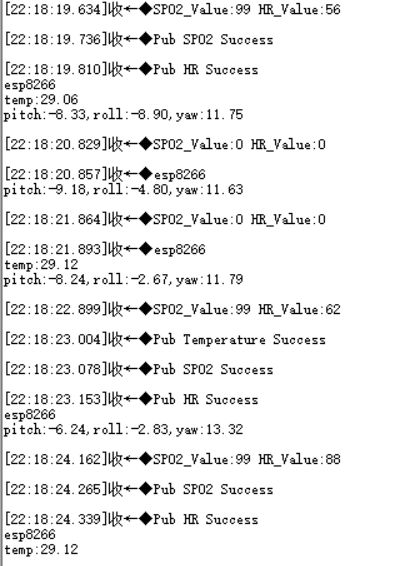 [22:18:19.634]收←◆SPO2_Value:99 HR_Value:56
[22:18:19.736]收←◆Pub SPO2 Success
[22:18:19.810]收←◆Pub HR Success
esp8266
temp:29.06
pitch:-8.33,roll:-8.90,yaw:11.75
[22:18:20.829]收←◆SPO2_Value:0 HR_Value:0
[22:18:20.857]收←◆esp8266
pitch:-9.18,roll:-4.80,yaw:11.63
[22:18:21.864]收←◆SPO2_Value:0 HR_Value:0
[22:18:21.893]收←◆esp8266
temp:29.12
pitch:-8.24,roll:-2.67,yaw:11.79
[22:18:22.899]收←◆SPO2_Value:99 HR_Value:62
[22:18:23.004]收←◆Pub Temperature Success
[22:18:23.078]收←◆Pub SPO2 Success
[22:18:23.153]收←◆Pub HR Success
esp8266
pitch:-6.24,roll:-2.83,yaw:13.32
[22:18:24.162]收←◆SPO2_Value:99 HR_Value:88
[22:18:24.265]收←◆Pub SPO2 Success
[22:18:24.339]收←◆Pub HR Success
esp8266
temp:29.12